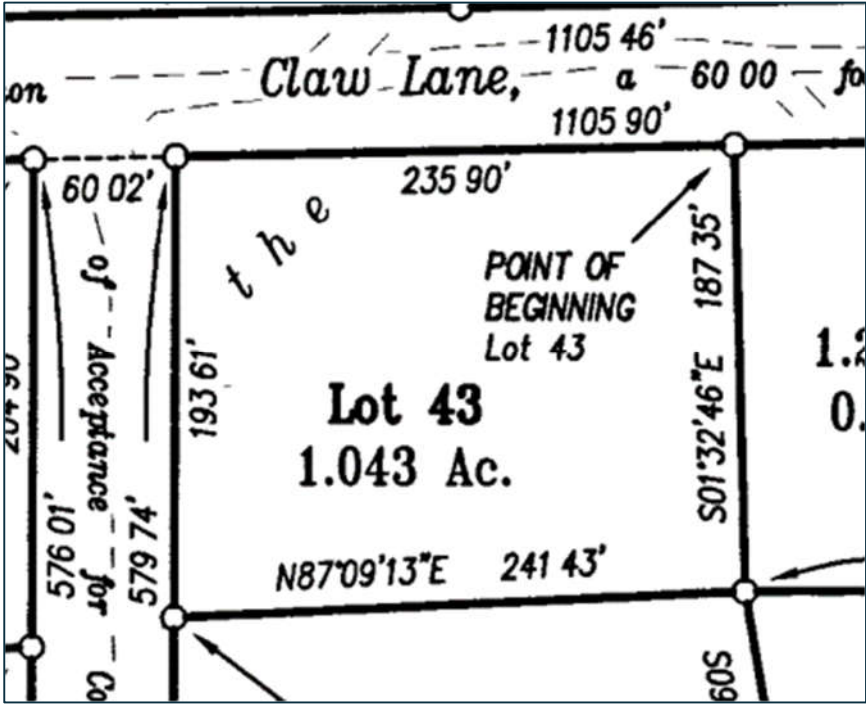 1105 46'
Claw Lane, a 60 00
1105 90'
60 02'
235 90'
the
POINT OF
BEGINNING
Lot 43
187 35'
S01°32'46"E
193 61'
Lot 43
1.043 Ac.
of Acceptance for
576 01'
579 74'
N87°09'13"E 241 43'